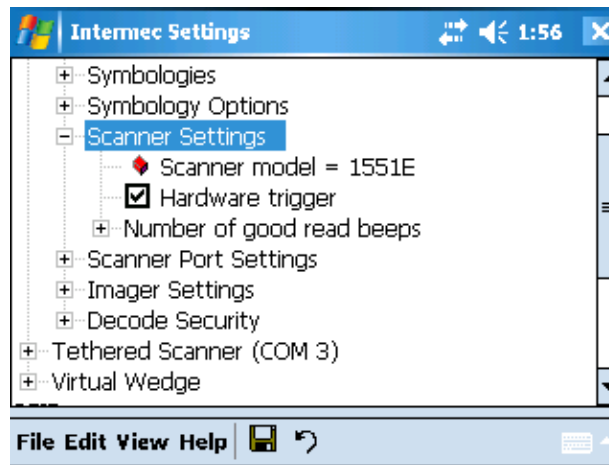 Intermec Settings 1:56
Symbologies
Symbology Options
Scanner Settings
Scanner model = 1551E
Hardware trigger
Number of good read beeps
Scanner Port Settings
Imager Settings
Decode Security
Tethered Scanner (COM 3)
Virtual Wedge
File Edit View Help